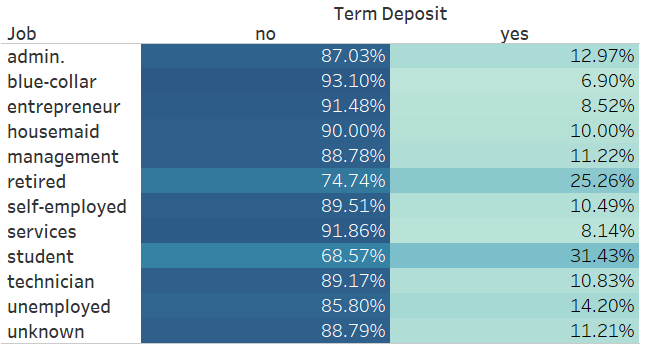 Term Deposit
Job no yes
admin. 87.03% 12.97%
blue-collar 93.10% 6.90%
entrepreneur 91.48% 8.52%
housemaid 90.00% 10.00%
management 88.78% 11.22%
retired 74.74% 25.26%
self-employed 89.51% 10.49%
services 91.86% 8.14%
student 68.57% 31.43%
technician 89.17% 10.83%
unemployed 85.80% 14.20%
unknown 88.79% 11.21%